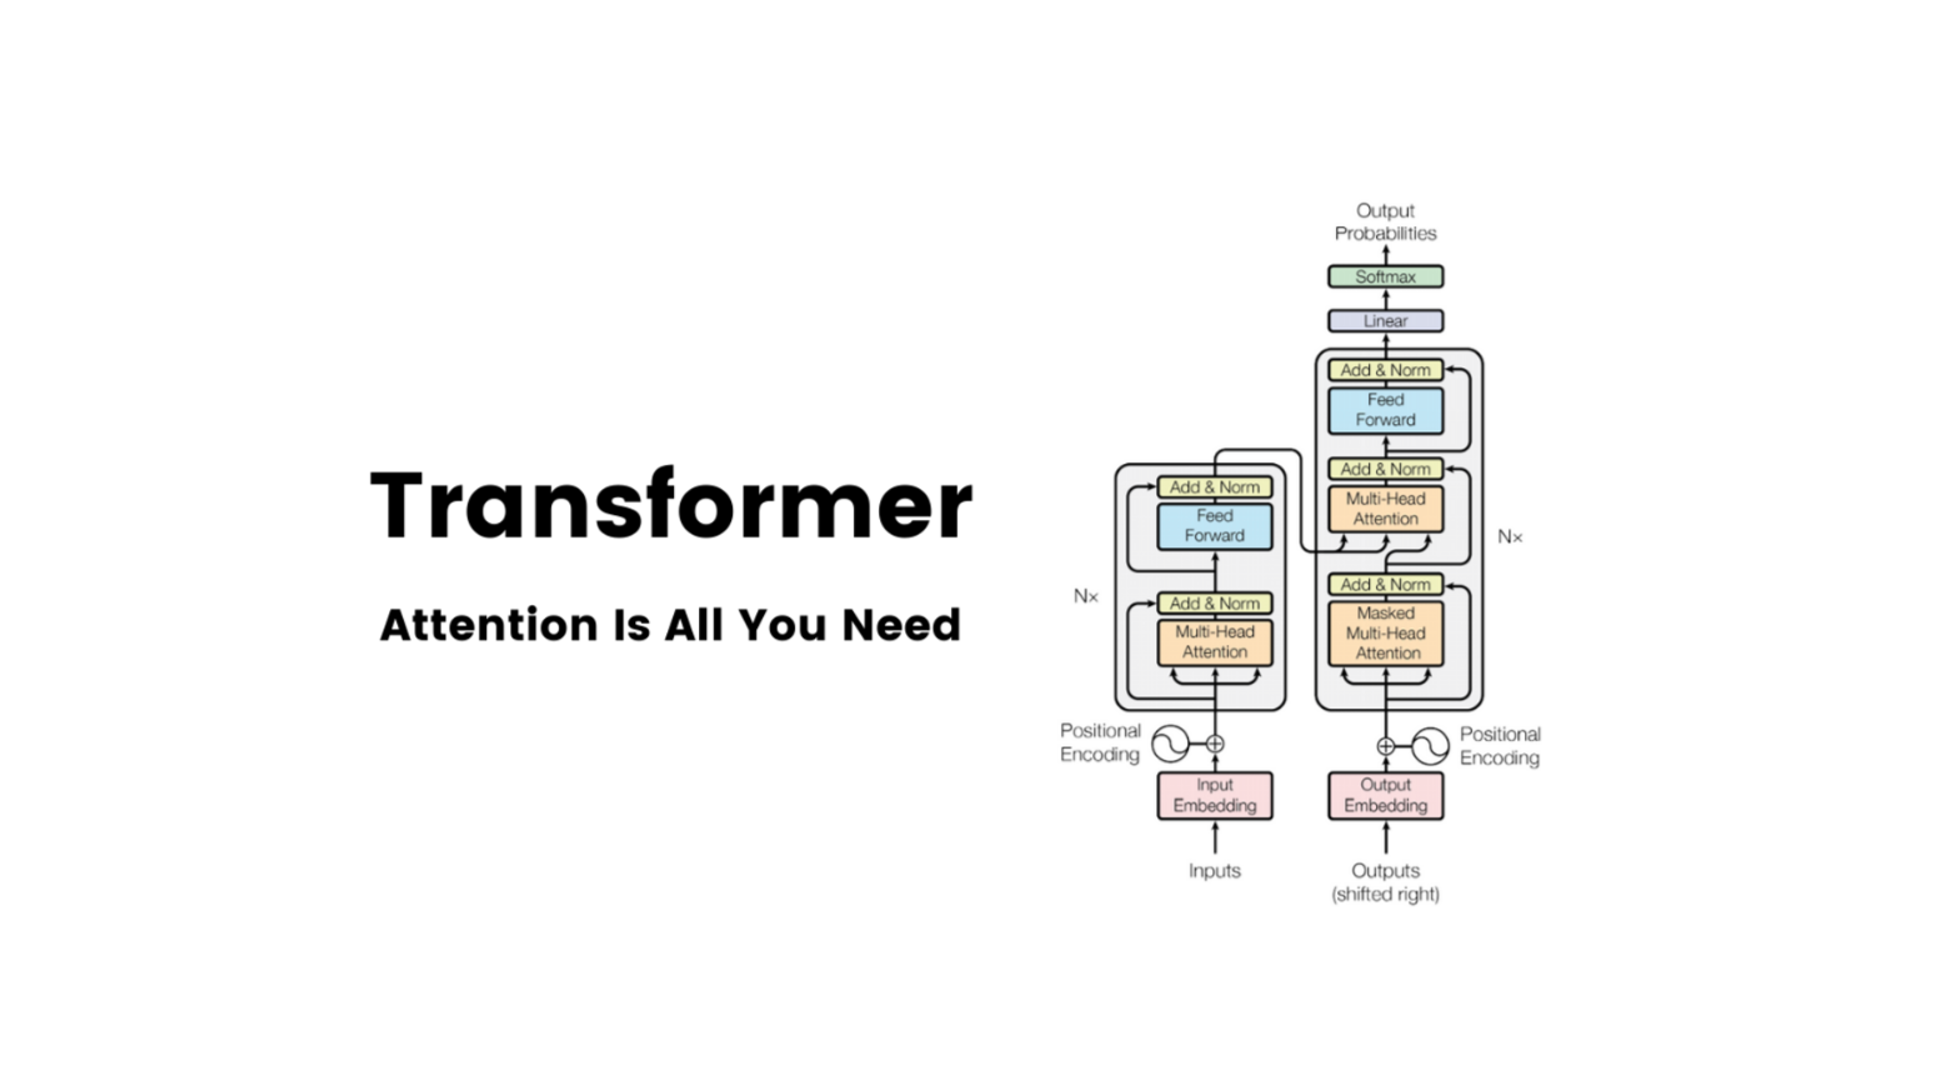 Transformer
Attention Is All You Need
Output
Probabilities
Softmax
Linear
Add & Norm
Feed
Forward
Add & Norm
Multi-Head
Attention
N×
Add & Norm
Masked
Multi-Head
Attention
Add & Norm
Feed
Forward
N×
Add & Norm
Multi-Head
Attention
Positional
Encoding
Positional
Encoding
Input
Embedding
Output
Embedding
Inputs
Outputs
(shifted right)